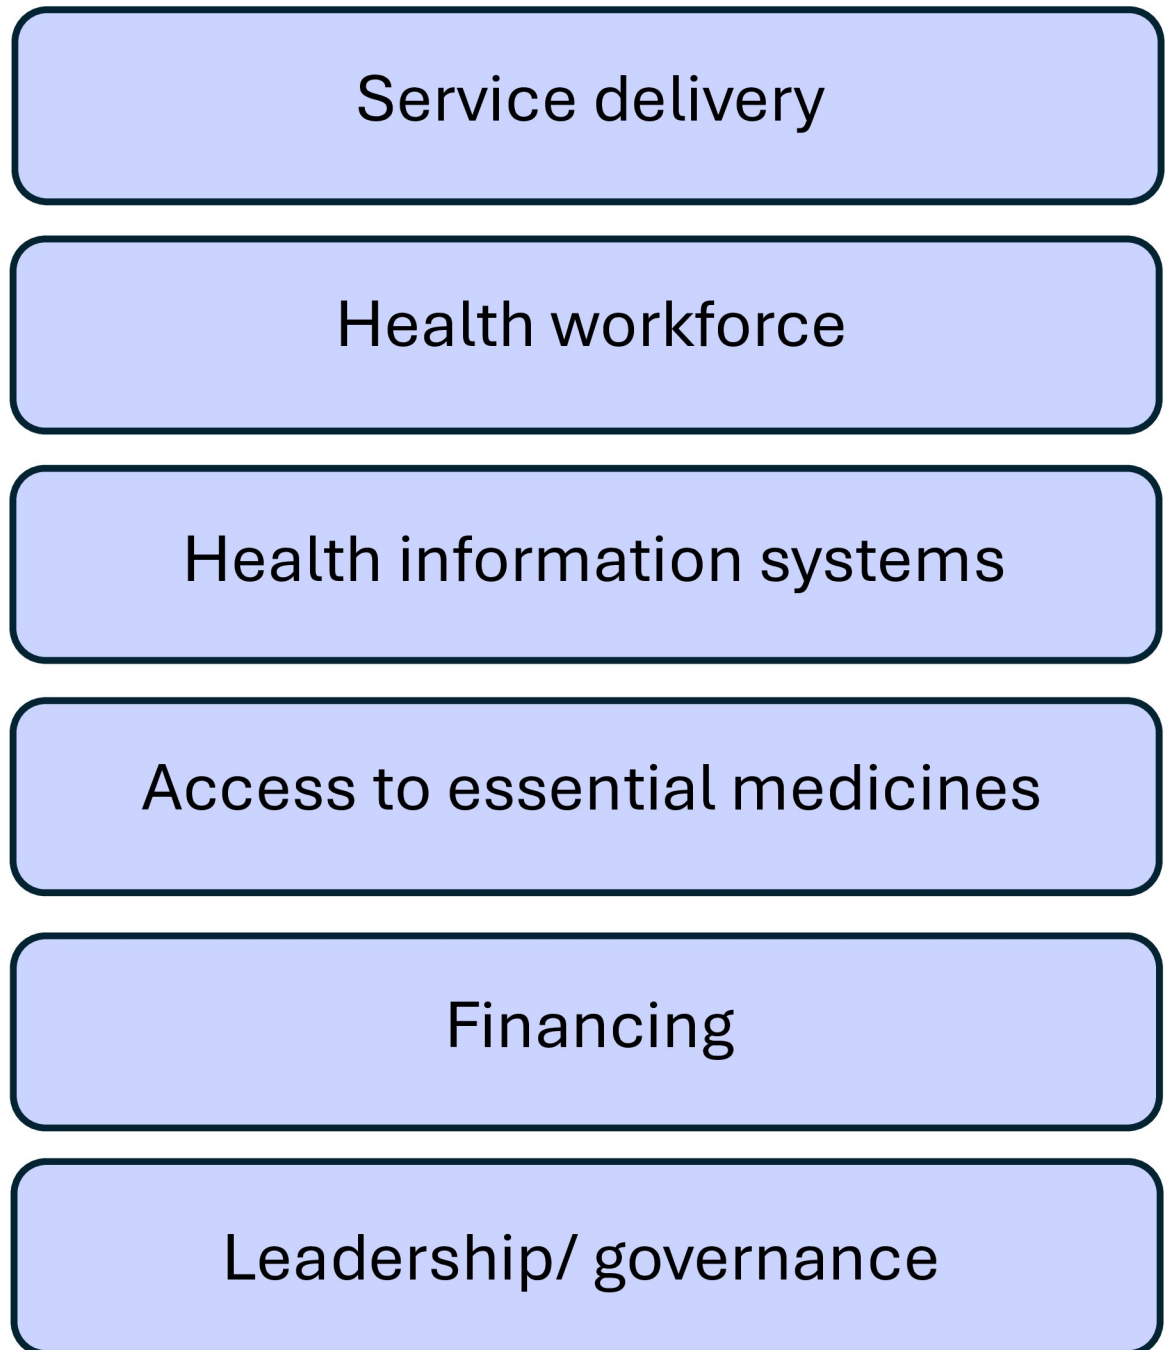 Service delivery
Health workforce
Health information systems
Access to essential medicines
Financing
Leadership/ governance